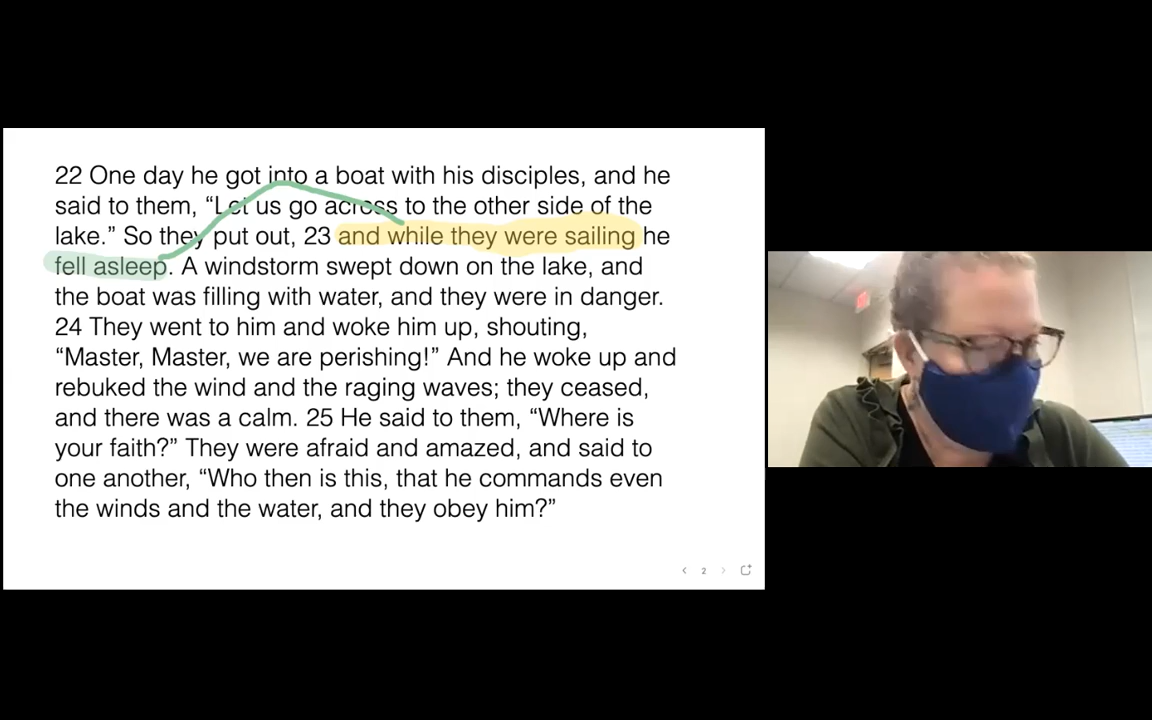 22 One day he got into a boat with his disciples, and he
said to them, “Let us go across to the other side of the
lake.” So they put out, 23 and while they were sailing he
fell asleep. A windstorm swept down on the lake, and
the boat was filling with water, and they were in danger.
24 They went to him and woke him up, shouting,
“Master, Master, we are perishing!” And he woke up and
rebuked the wind and the raging waves; they ceased,
and there was a calm. 25 He said to them, “Where is
your faith?” They were afraid and amazed, and said to
one another, “Who then is this, that he commands even
the winds and the water, and they obey him?”
2